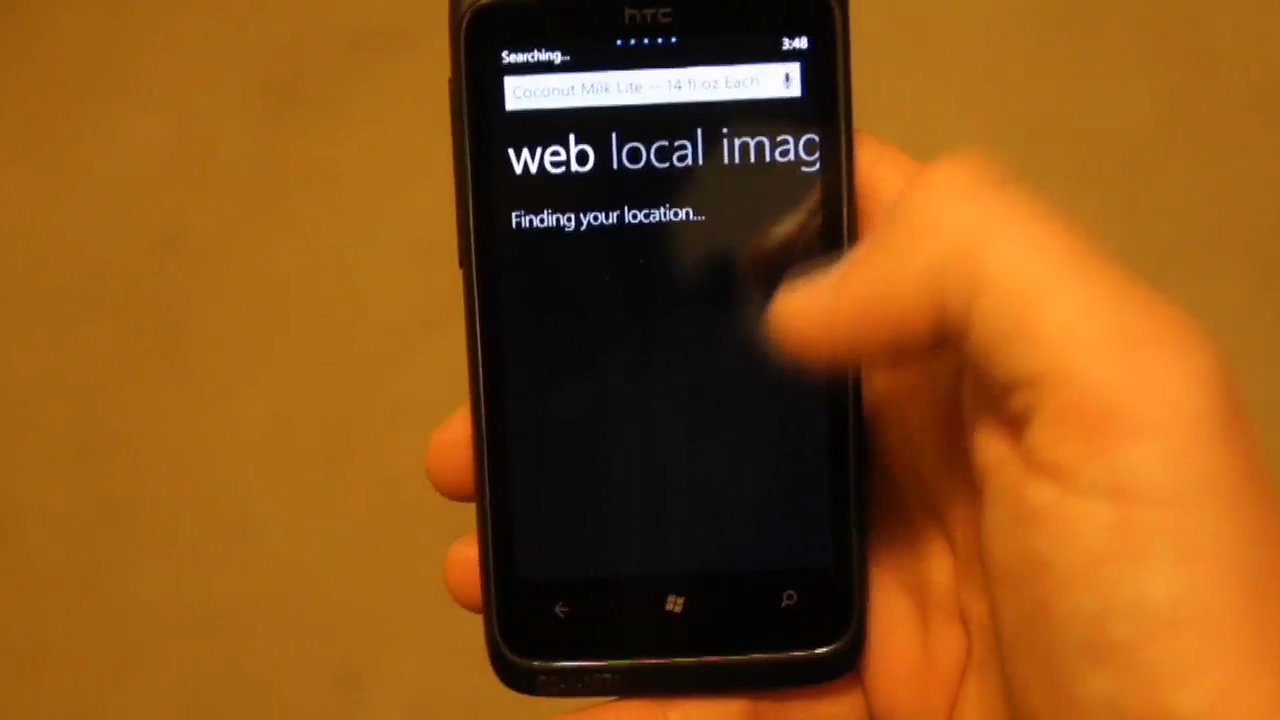 hTC
Searching...
3:48
Coconut Milk Lite -- 14 fl oz Each
web local imag
Finding your location...